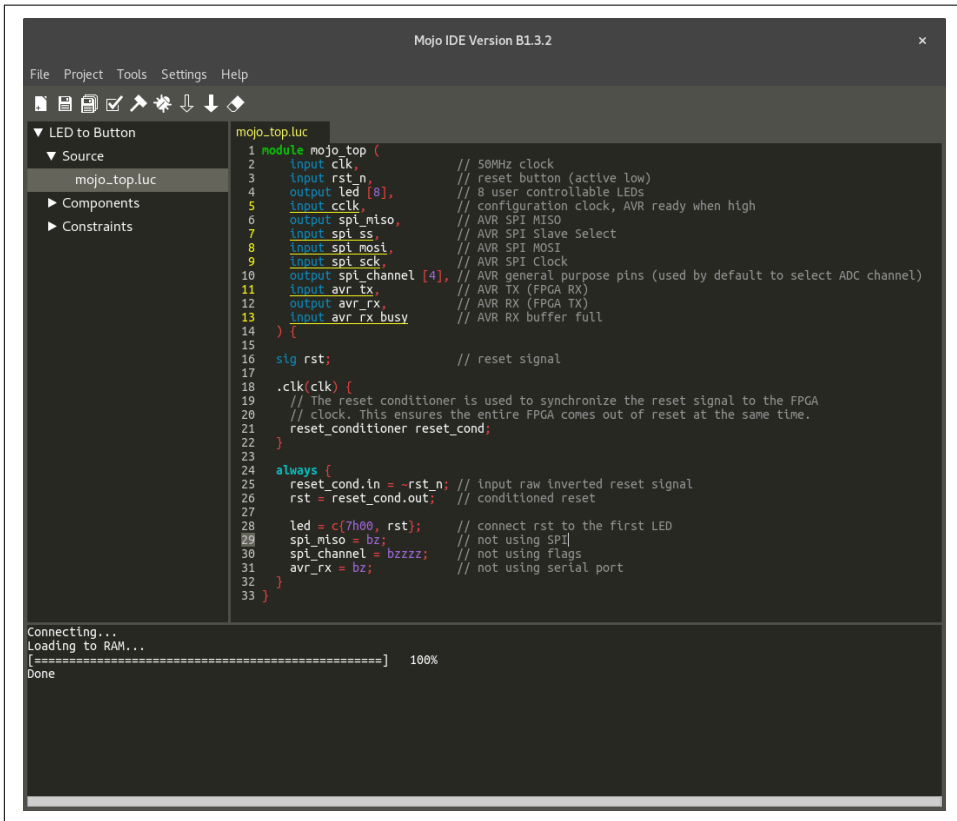 Mojo IDE Version B1.3.2 ×
File Project Tools Settings Help
▼ LED to Button
▼ Source
mojo_top.luc
▶ Components
▶ Constraints
mojo_top.luc
1 module mojo_top (
2 input clk, // 50MHz clock
3 input rst_n, // reset button (active low)
4 output led [8], // 8 user controllable LEDs
5 input cclk, // configuration clock, AVR ready when high
6 output spi_miso, // AVR SPI MISO
7 input spi_ss, // AVR SPI Slave Select
8 input spi_mosi, // AVR SPI MOSI
9 input spi_sck, // AVR SPI Clock
10 output spi_channel [4], // AVR general purpose pins (used by default to select ADC channel)
11 input avr_tx, // AVR TX (FPGA RX)
12 output avr_rx, // AVR RX (FPGA TX)
13 input avr_rx_busy // AVR RX buffer full
14 ) {
15
16 sig rst; // reset signal
17
18 .clk(clk) {
19 // The reset conditioner is used to synchronize the reset signal to the FPGA
20 // clock. This ensures the entire FPGA comes out of reset at the same time.
21 reset_conditioner reset_cond;
22 }
23
24 always {
25 reset_cond.in = ~rst_n; // input raw inverted reset signal
26 rst = reset_cond.out; // conditioned reset
27
28 led = c{7h00, rst}; // connect rst to the first LED
29 spi_miso = bz; // not using SPI
30 spi_channel = bzzzz; // not using flags
31 avr_rx = bz; // not using serial port
32 }
33 }
Connecting...
Loading to RAM...
[==================================================] 100%
Done